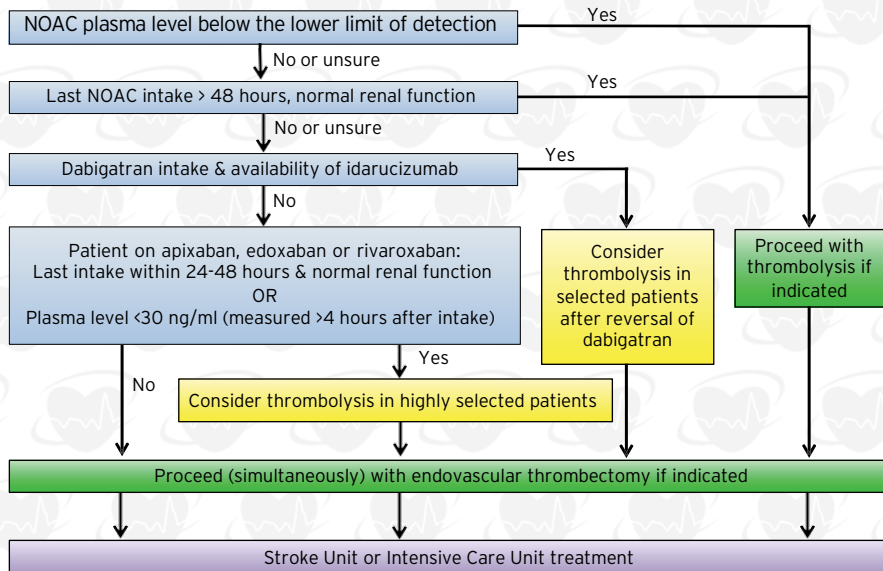 NOAC plasma level below the lower limit of detection
Yes
No or unsure
Last NOAC intake > 48 hours, normal renal function
Yes
No or unsure
Dabigatran intake & availability of idarucizumab
Yes
No
Patient on apixaban, edoxaban or rivaroxaban:
Last intake within 24-48 hours & normal renal function
OR
Plasma level <30 ng/ml (measured >4 hours after intake)
Consider
thrombolysis in
selected patients
after reversal of
dabigatran
Proceed with
thrombolysis if
indicated
No
Yes
Consider thrombolysis in highly selected patients
Proceed (simultaneously) with endovascular thrombectomy if indicated
Stroke Unit or Intensive Care Unit treatment